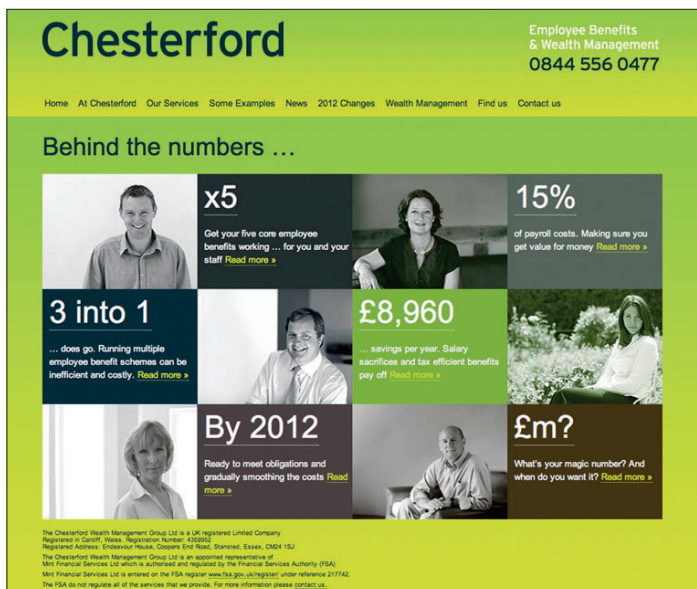 Chesterford
Employee Benefits
& Wealth Management
0844 556 0477
Home At Chesterford Our Services Some Examples News 2012 Changes Wealth Management Find us Contact us
Behind the numbers …
x5
Get your five core employee
benefits working … for you and your
staff Read more »
15%
of payroll costs. Making sure you
get value for money Read more »
3 into 1
… does go. Running multiple
employee benefit schemes can be
inefficient and costly. Read more »
£8,960
… savings per year. Salary
sacrifices and tax efficient benefits
pay off Read more »
By 2012
Ready to meet obligations and
gradually smoothing the costs Read
more »
£m?
What's your magic number? And
when do you want it? Read more »
The Chesterford Wealth Management Group Ltd is a UK registered Limited Company
Registered in Cardiff, Wales. Registration Number: 4359952
Registered Address: Endeavour House, Coopers End Road, Stansted, Essex, CM24 1SJ
The Chesterford Wealth Management Group Ltd is an appointed representative of
Mint Financial Services Ltd which is authorised and regulated by the Financial Services Authority (FSA)
Mint Financial Services Ltd is entered on the FSA register www.fsa.gov.uk/register/ under reference 217742.
The FSA do not regulate all of the services that we provide. For more information please contact us.